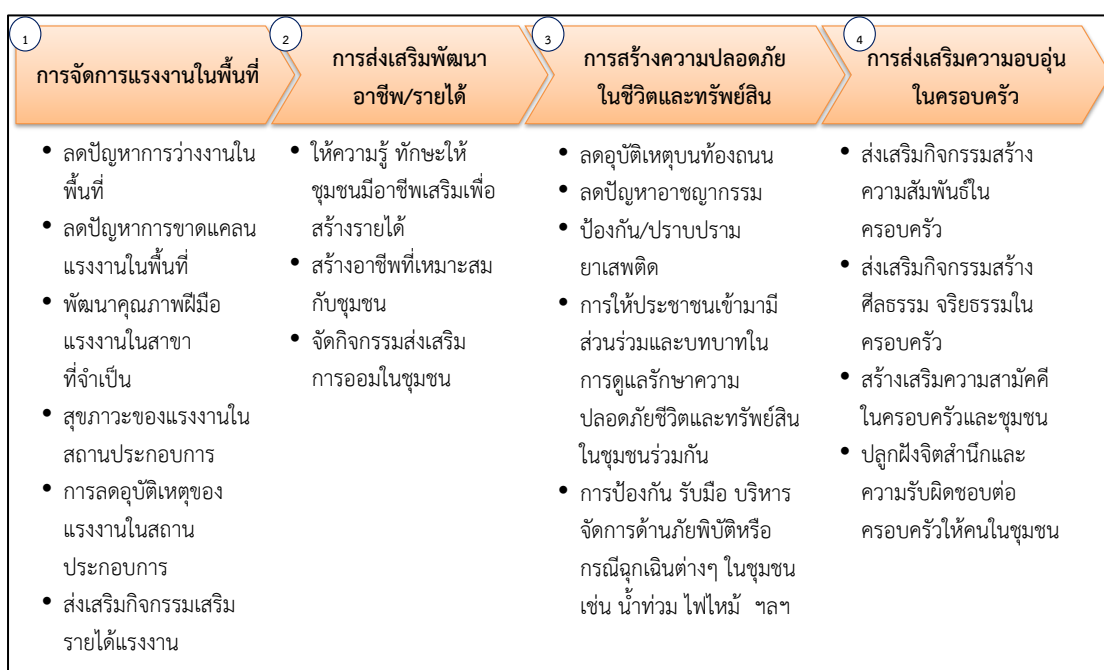 1
การจัดการแรงงานในพื้นที่
• ลดปัญหาการว่างงานใน
พื้นที่
• ลดปัญหาการขาดแคลน
แรงงานในพื้นที่
• พัฒนาคุณภาพฝีมือ
แรงงานในสาขา
ที่จำเป็น
• สุขภาวะของแรงงานใน
สถานประกอบการ
• การลดอุบัติเหตุของ
แรงงานในสถาน
ประกอบการ
• ส่งเสริมกิจกรรมเสริม
รายได้แรงงาน
2
การส่งเสริมพัฒนา
อาชีพ/รายได้
• ให้ความรู้ ทักษะให้
ชุมชนมีอาชีพเสริมเพื่อ
สร้างรายได้
• สร้างอาชีพที่เหมาะสม
กับชุมชน
• จัดกิจกรรมส่งเสริม
การออมในชุมชน
3
การสร้างความปลอดภัย
ในชีวิตและทรัพย์สิน
• ลดอุบัติเหตุบนท้องถนน
• ลดปัญหาอาชญากรรม
• ป้องกัน/ปราบปราม
ยาเสพติด
• การให้ประชาชนเข้ามามี
ส่วนร่วมและบทบาทใน
การดูแลรักษาความ
ปลอดภัยชีวิตและทรัพย์สิน
ในชุมชนร่วมกัน
• การป้องกัน รับมือ บริหาร
จัดการด้านภัยพิบัติหรือ
กรณีฉุกเฉินต่างๆ ในชุมชน
เช่น น้ำท่วม ไฟไหม้ ฯลฯ
4
การส่งเสริมความอบอุ่น
ในครอบครัว
• ส่งเสริมกิจกรรมสร้าง
ความสัมพันธ์ใน
ครอบครัว
• ส่งเสริมกิจกรรมสร้าง
ศีลธรรม จริยธรรมใน
ครอบครัว
• สร้างเสริมความสามัคคี
ในครอบครัวและชุมชน
• ปลูกฝังจิตสำนึกและ
ความรับผิดชอบต่อ
ครอบครัวให้คนในชุมชน